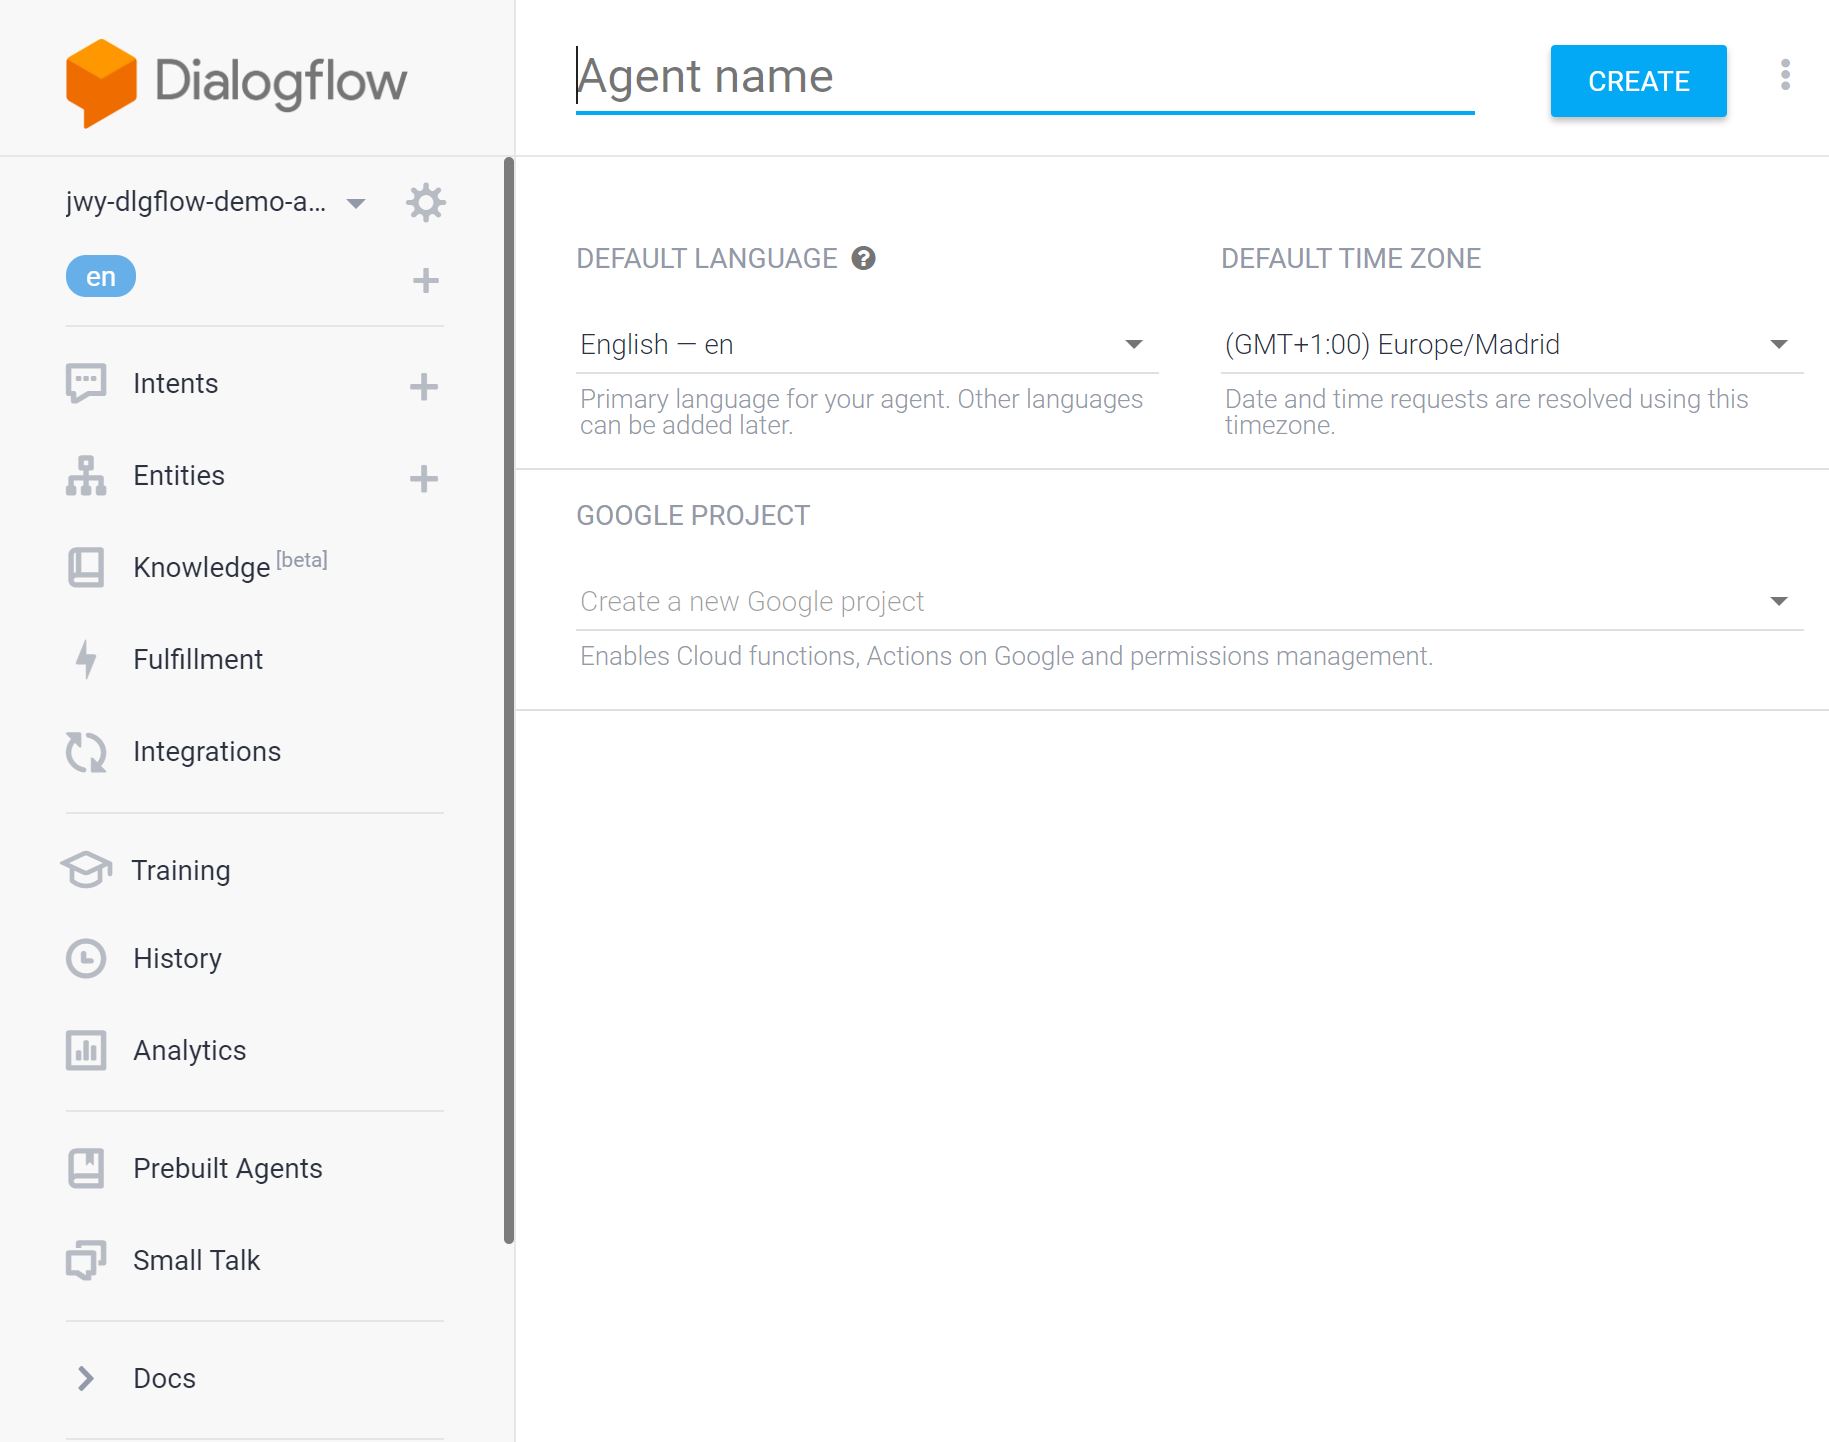 Dialogflow
Agent name
CREATE
jwy-dlgflow-demo-a...
en
Intents
Entities
Knowledge [beta]
Fulfillment
Integrations
Training
History
Analytics
Prebuilt Agents
Small Talk
Docs
DEFAULT LANGUAGE ?
English — en
Primary language for your agent. Other languages
can be added later.
DEFAULT TIME ZONE
(GMT+1:00) Europe/Madrid
Date and time requests are resolved using this
timezone.
GOOGLE PROJECT
Create a new Google project
Enables Cloud functions, Actions on Google and permissions management.